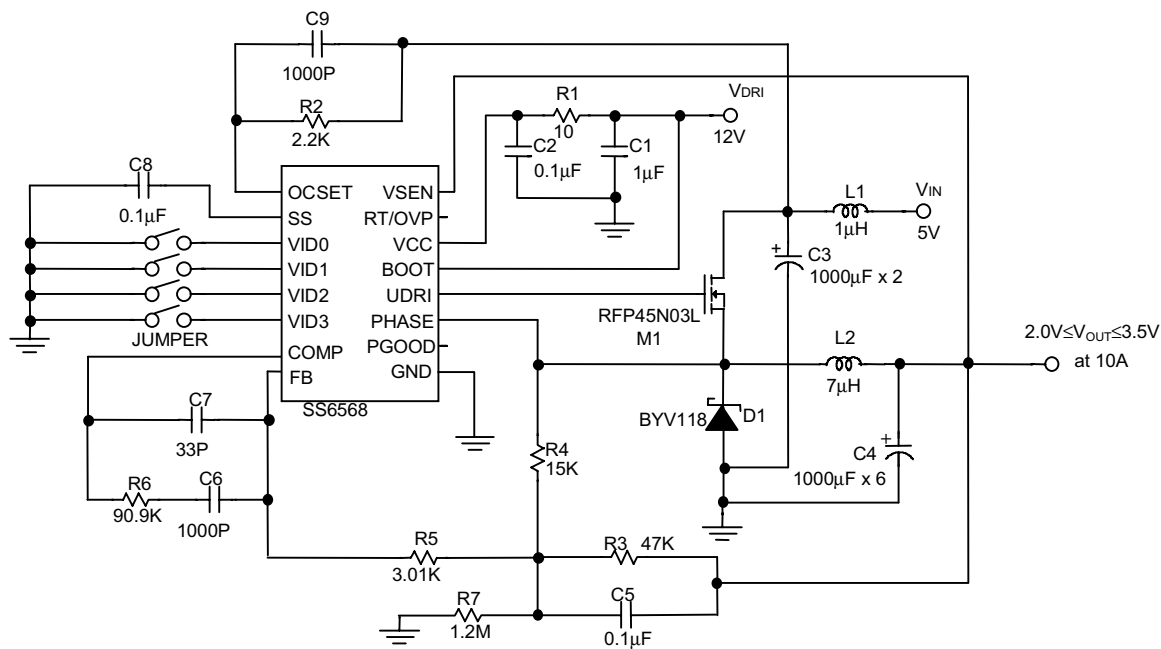 C9
1000P
R2
2.2K
C8
0.1µF
OCSET
SS
VID0
VID1
VID2
VID3
COMP
FB
VSEN
RT/OVP
VCC
BOOT
UDRI
PHASE
PGOOD
GND
SS6568
JUMPER
R1
10
C2
0.1µF
C1
1µF
VDRI
12V
L1
1µH
VIN
5V
C3
1000µF x 2
RFP45N03L
M1
L2
7µH
2.0V≤VOUT≤3.5V
at 10A
BYV118
D1
C4
1000µF x 6
C7
33P
R6
90.9K
C6
1000P
R4
15K
R5
3.01K
R3 47K
R7
1.2M
C5
0.1µF